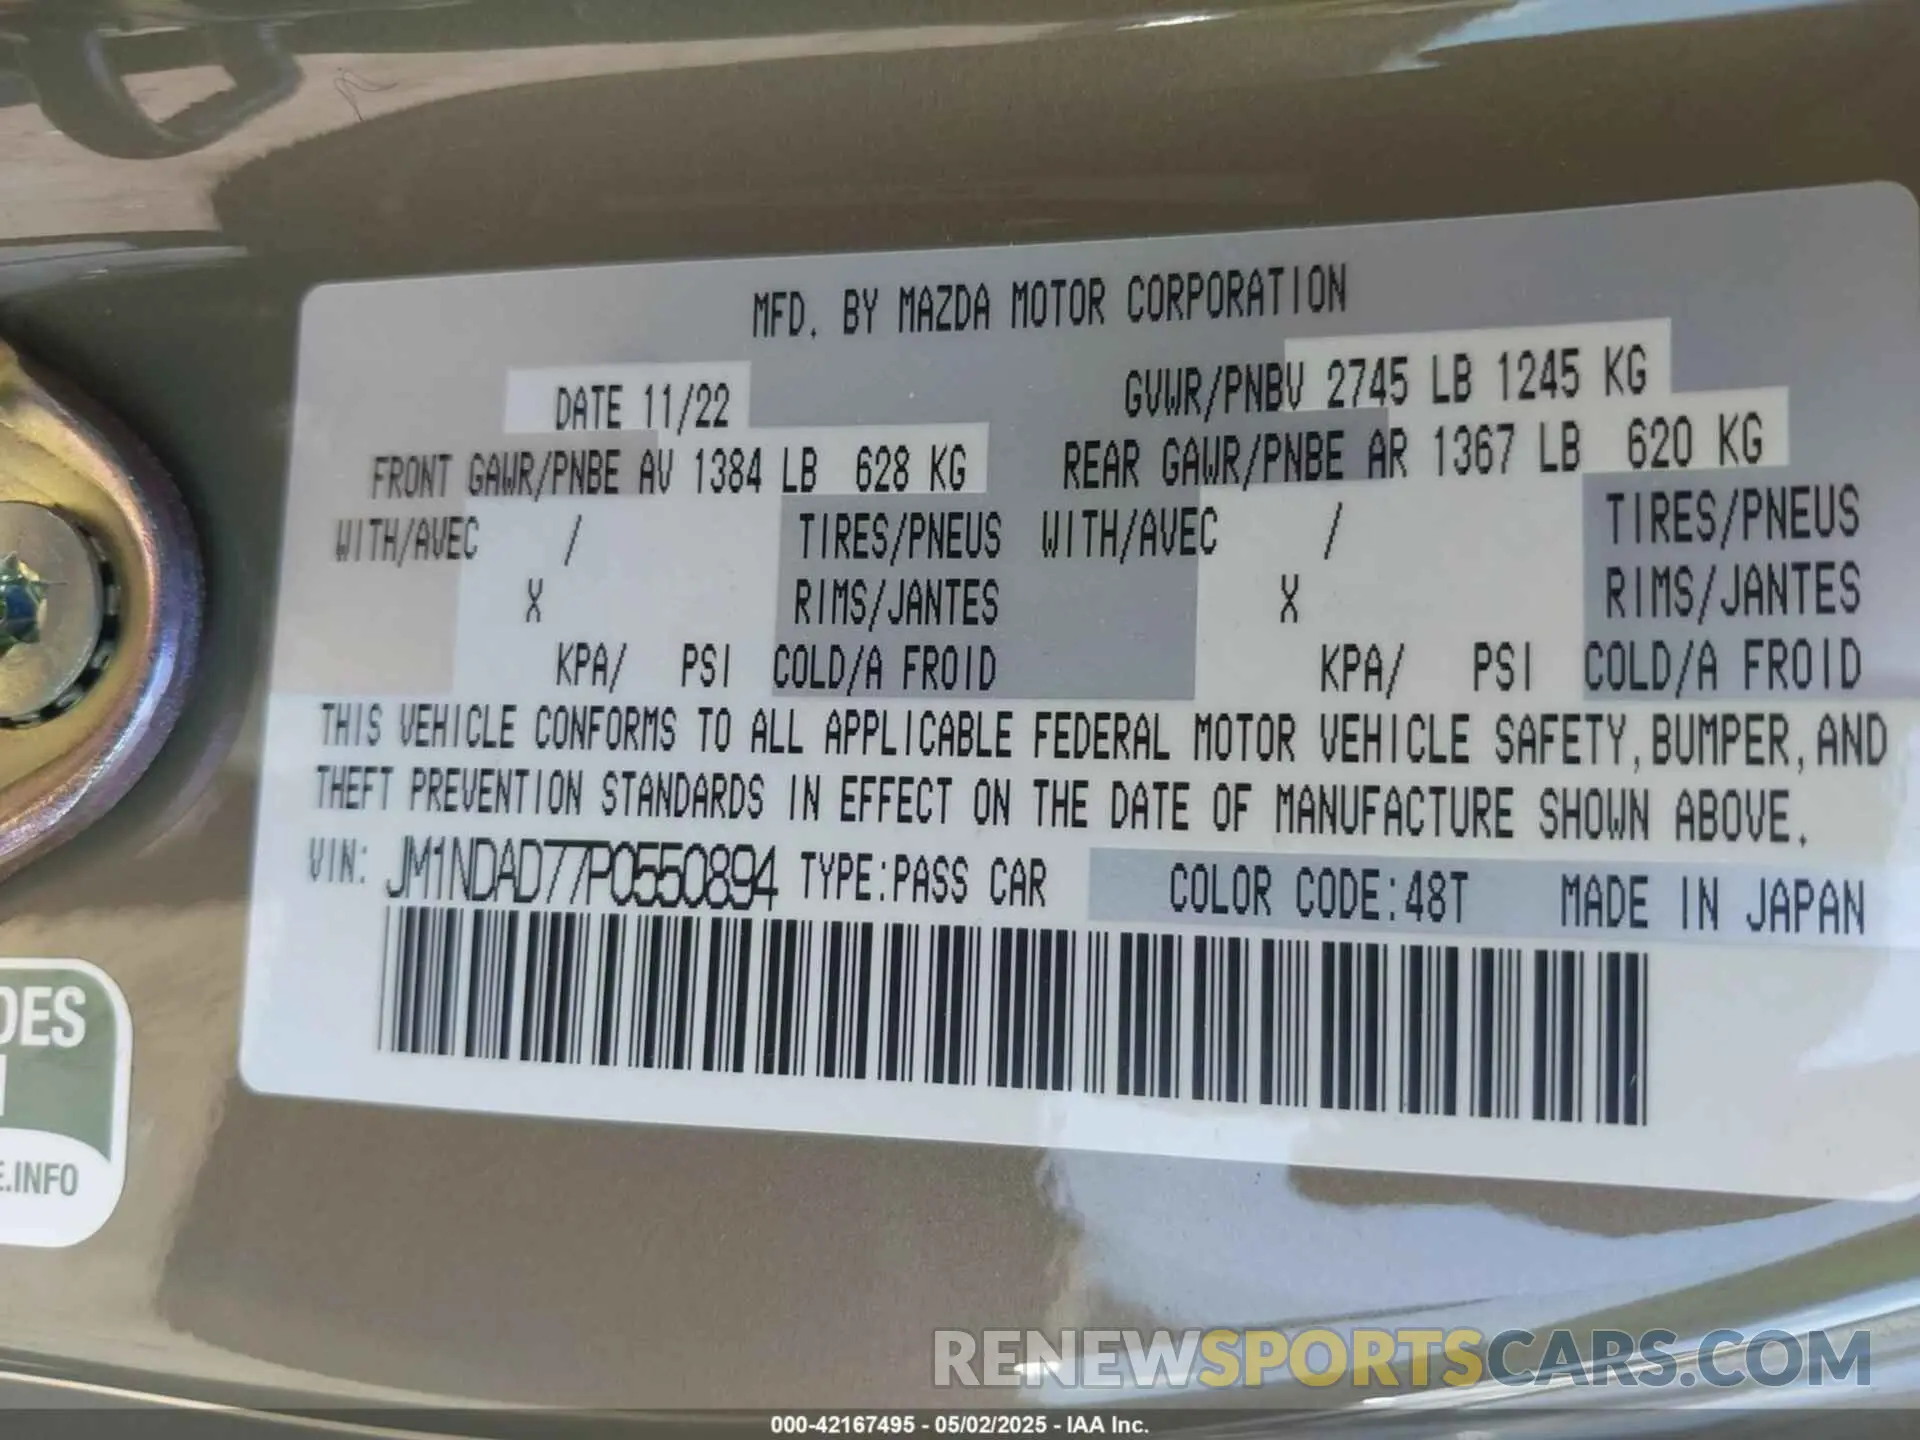 MFD. BY MAZDA MOTOR CORPORATION
DATE 11/22 GVWR/PNBV 2745 LB 1245 KG
FRONT GAWR/PNBE AV 1384 LB 628 KG REAR GAWR/PNBE AR 1367 LB 620 KG
WITH/AVEC / TIRES/PNEUS WITH/AVEC / TIRES/PNEUS
X RIMS/JANTES X RIMS/JANTES
KPA/ PSI COLD/A FROID KPA/ PSI COLD/A FROID
THIS VEHICLE CONFORMS TO ALL APPLICABLE FEDERAL MOTOR VEHICLE SAFETY, BUMPER, AND
THEFT PREVENTION STANDARDS IN EFFECT ON THE DATE OF MANUFACTURE SHOWN ABOVE.
VIN: JM1NDAD77P0550894 TYPE:PASS CAR COLOR CODE:48T MADE IN JAPAN
DES
E.INFO
RENEWSPORTSCARS.COM
000-42167495 - 05/02/2025 - IAA Inc.